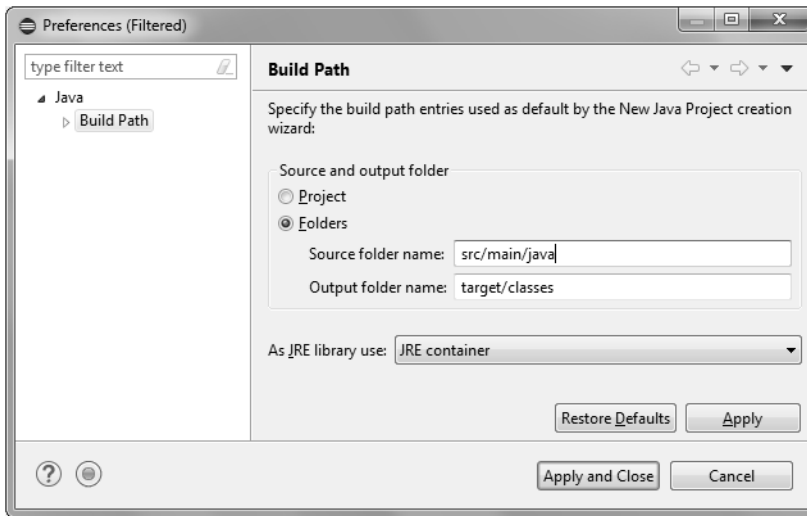 Preferences (Filtered)
type filter text
Java
Build Path
Build Path
Specify the build path entries used as default by the New Java Project creation
wizard:
Source and output folder
Project
Folders
Source folder name: src/main/java
Output folder name: target/classes
As JRE library use: JRE container
Restore Defaults Apply
? Apply and Close Cancel